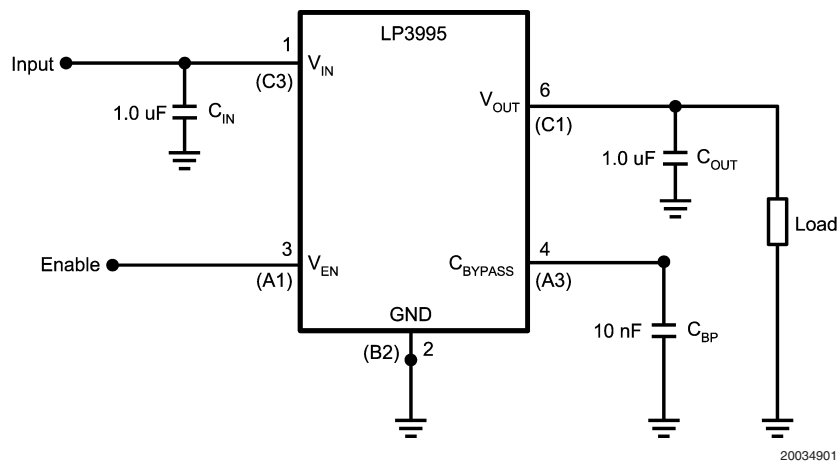 LP3995
1
Input
V_IN
(C3)
1.0 uF
C_IN
6
V_OUT
(C1)
1.0 uF
C_OUT
Load
3
Enable
V_EN
(A1)
4
C_BYPASS
(A3)
GND
(B2)
2
10 nF
C_BP
20034901